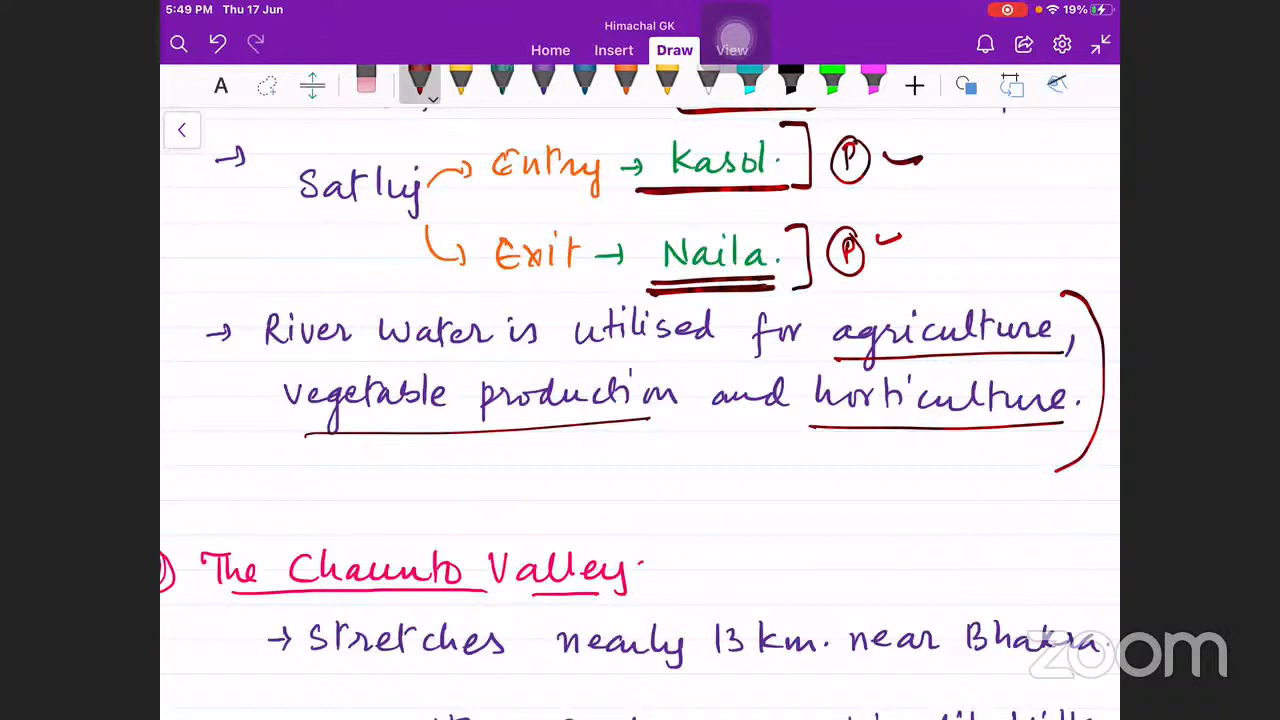 5:49 PM Thu 17 Jun
19%
Himachal GK
Home Insert Draw View
A
→ Satluj → Entry → Kasol. ] P
→ Exit → Naila. ] P
→ River Water is utilised for agriculture,
vegetable production and horticulture.
The Chaunto Valley.
→ Stretches nearly 13 km. near Bhakra
zoom